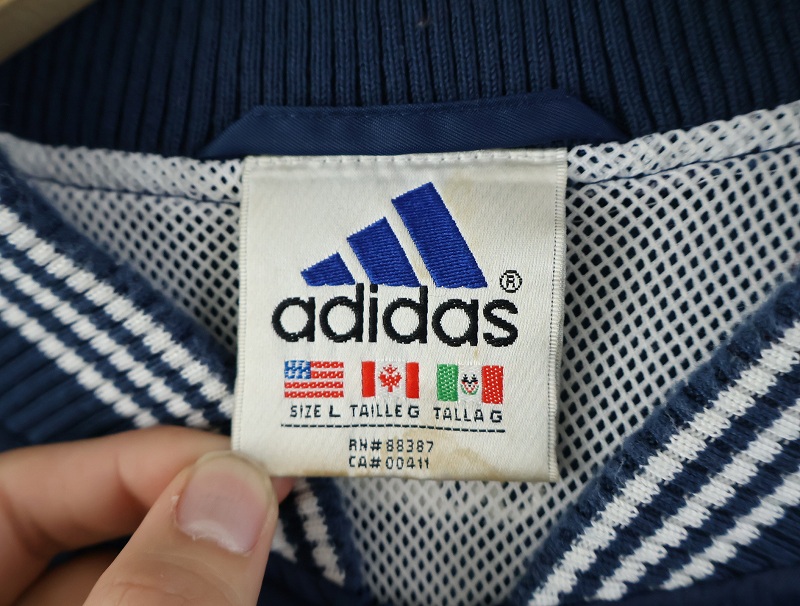 adidas®
SIZE L TAILLE G TALLA G
RN#88387
CA#00411